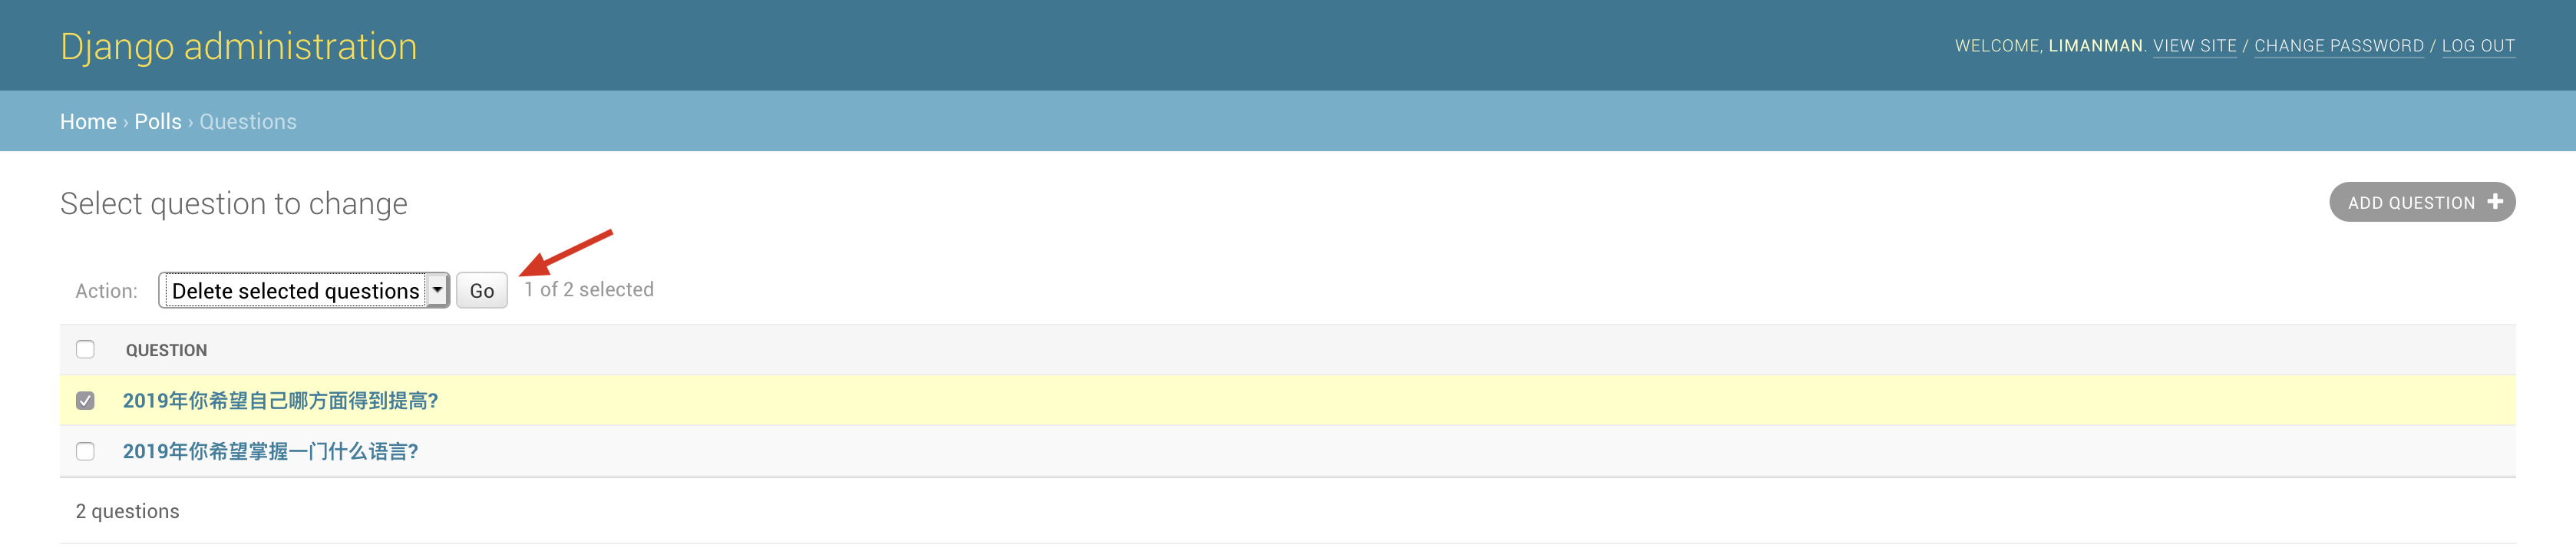 Django administration
WELCOME, LIMANMAN. VIEW SITE / CHANGE PASSWORD / LOG OUT
Home › Polls › Questions
Select question to change
ADD QUESTION +
Action: Delete selected questions Go 1 of 2 selected
QUESTION
2019年你希望自己哪方面得到提高?
2019年你希望掌握一门什么语言?
2 questions